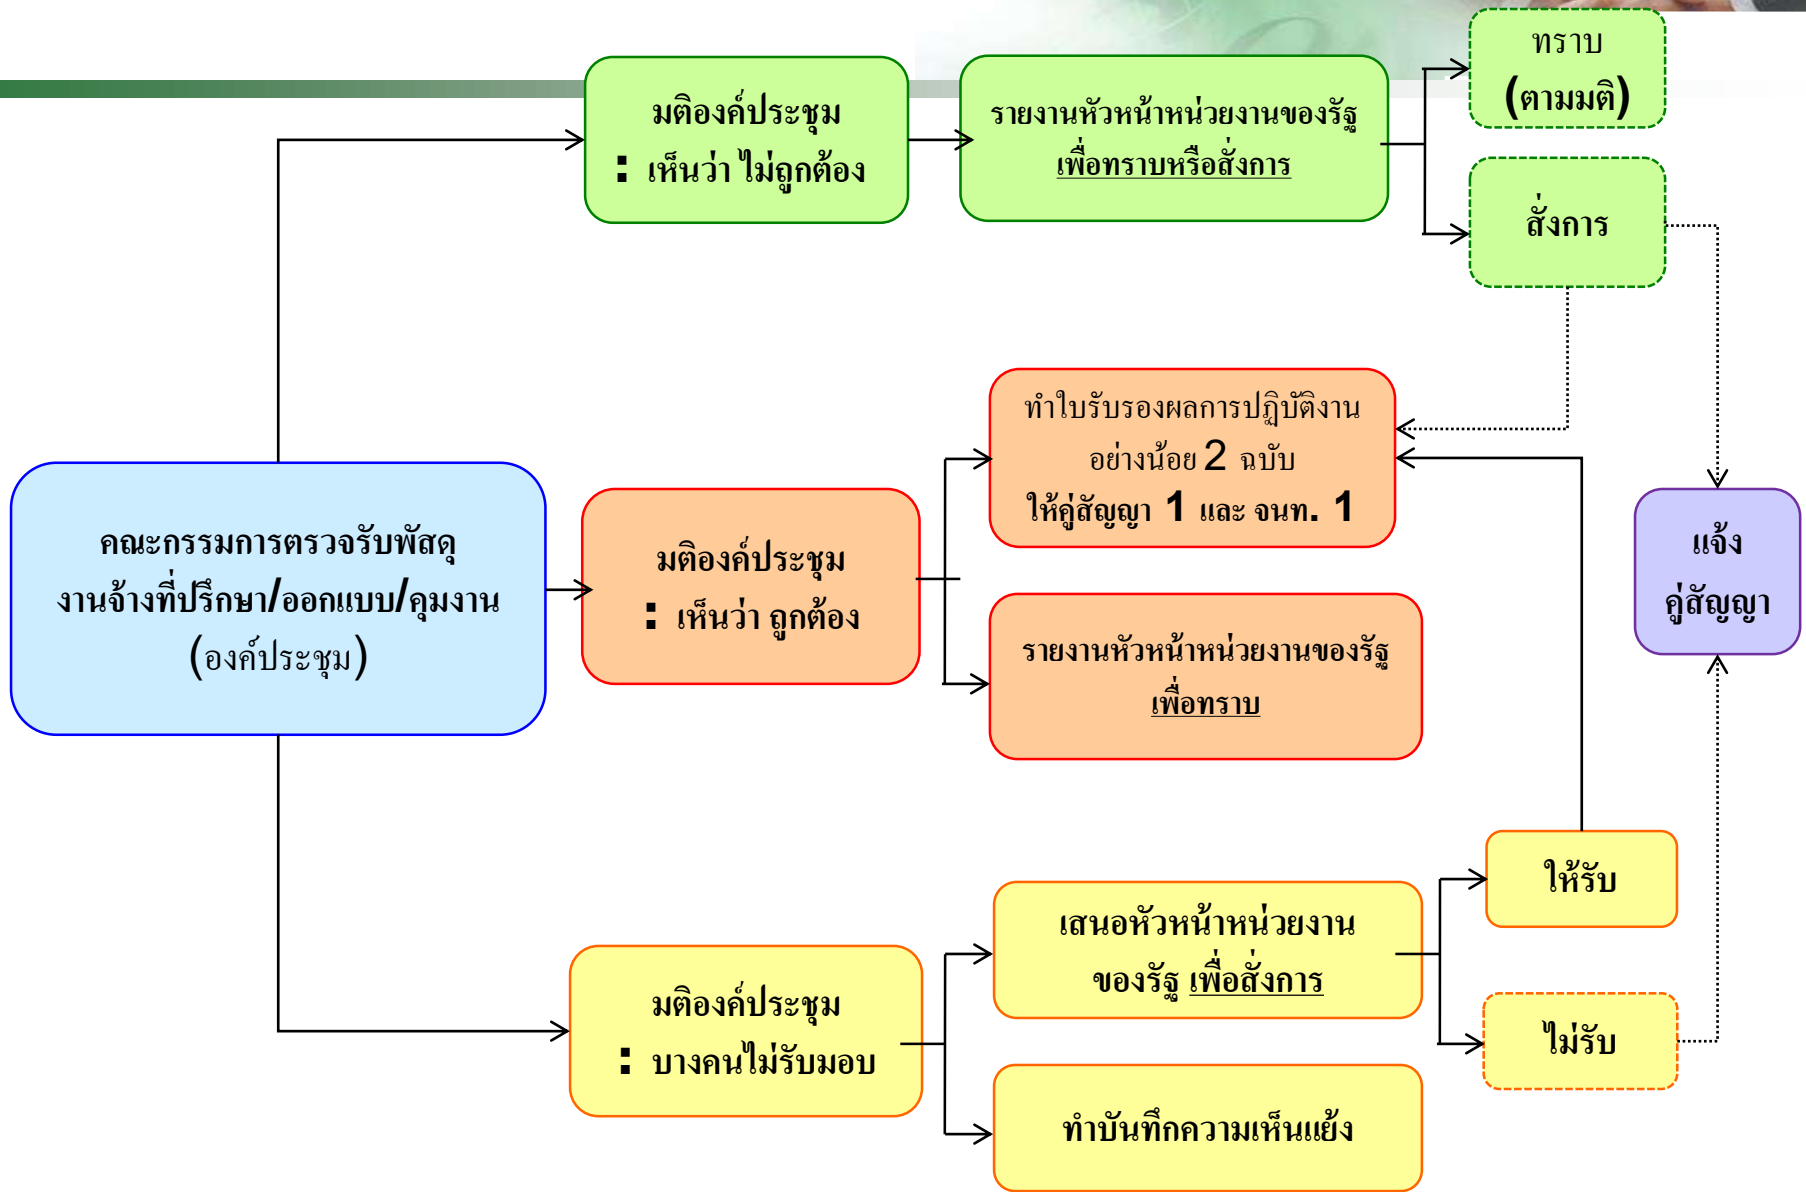 ทราบ
(ตามมติ)
มติองค์ประชุม
: เห็นว่า ไม่ถูกต้อง
รายงานหัวหน้าหน่วยงานของรัฐ
เพื่อทราบหรือสั่งการ
สั่งการ
ทำใบรับรองผลการปฏิบัติงาน
อย่างน้อย 2 ฉบับ
ให้คู่สัญญา 1 และ จนท. 1
คณะกรรมการตรวจรับพัสดุ
งานจ้างที่ปรึกษา/ออกแบบ/คุมงาน
(องค์ประชุม)
มติองค์ประชุม
: เห็นว่า ถูกต้อง
แจ้ง
คู่สัญญา
รายงานหัวหน้าหน่วยงานของรัฐ
เพื่อทราบ
ให้รับ
เสนอหัวหน้าหน่วยงาน
ของรัฐ เพื่อสั่งการ
มติองค์ประชุม
: บางคนไม่รับมอบ
ไม่รับ
ทำบันทึกความเห็นแย้ง